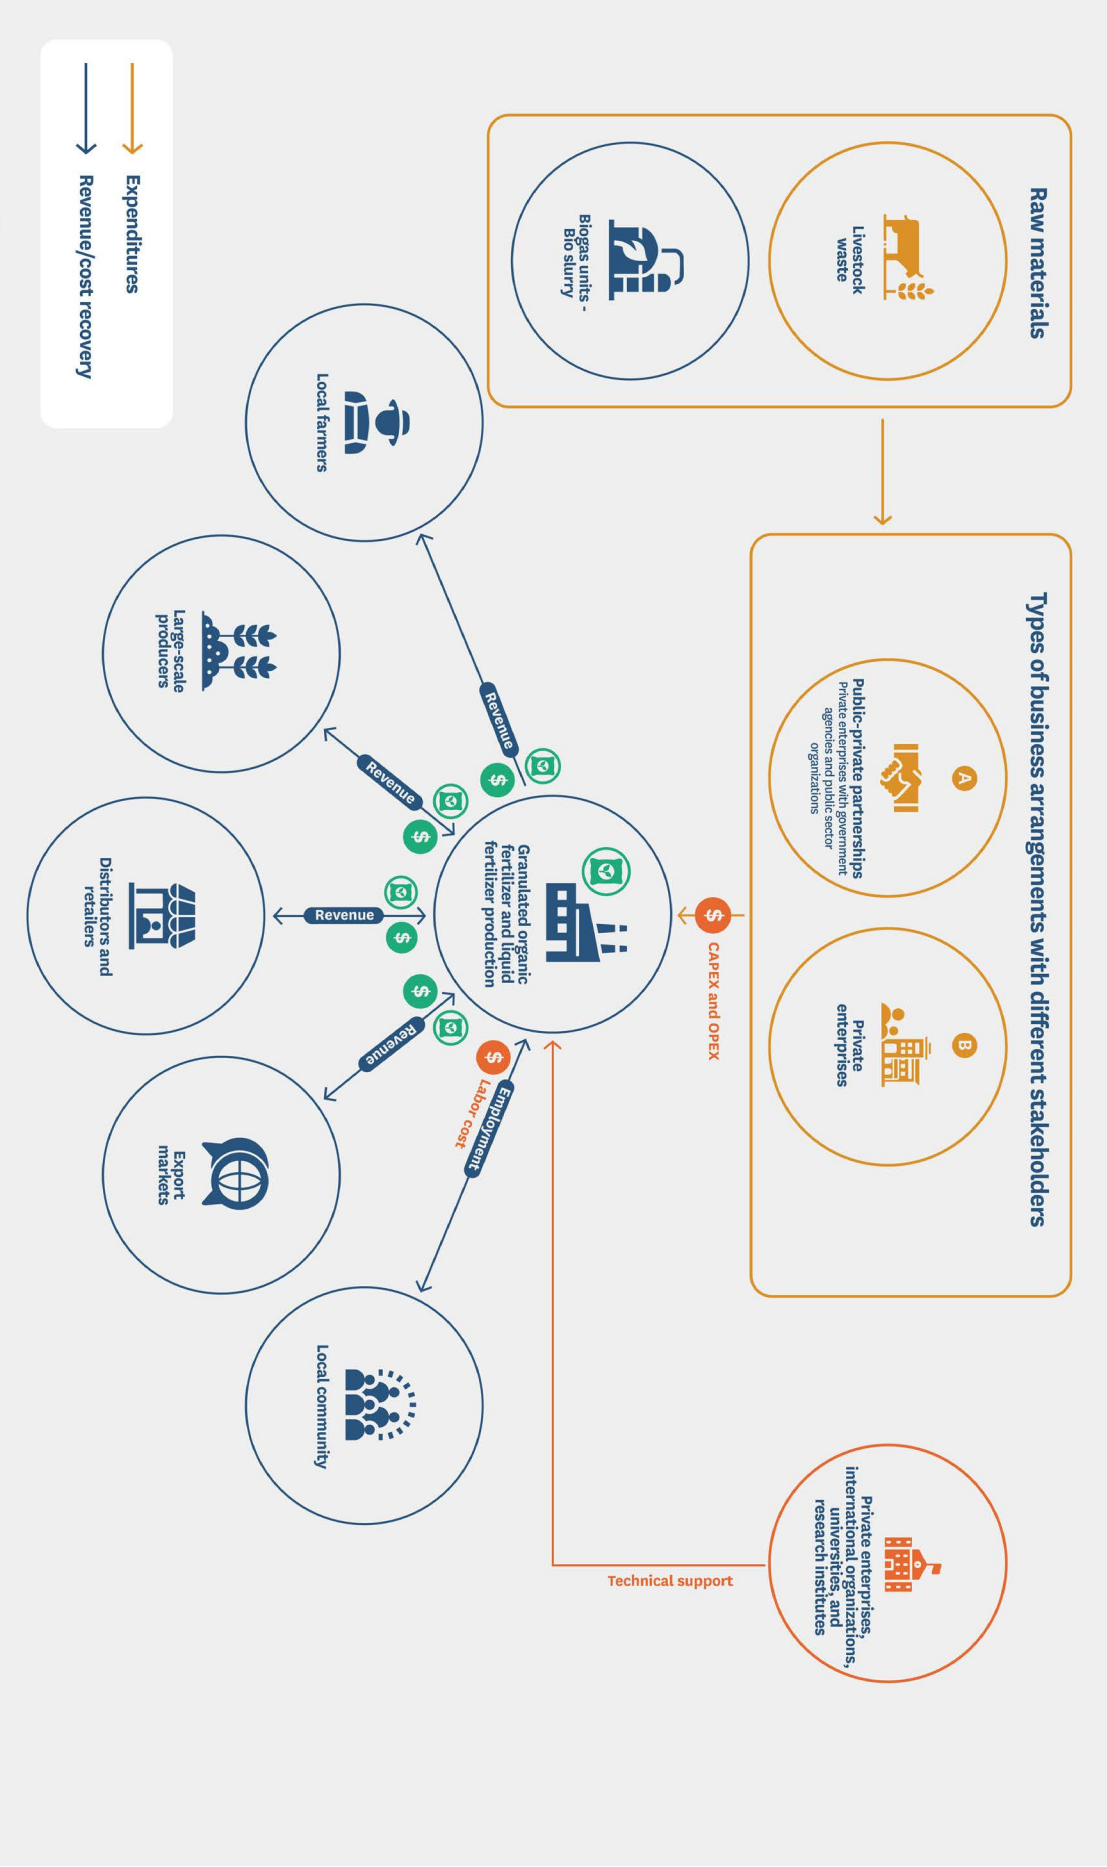 Raw materials
Livestock
waste
Biogas units -
Bio slurry
Types of business arrangements with different stakeholders
A
Public-private partnerships
Private enterprises with government
agencies and public sector
organizations
B
Private
enterprises
Private enterprises,
international organizations,
universities, and
research institutes
Technical support
$
CAPEX and OPEX
Granulated organic
fertilizer and liquid
fertilizer production
Revenue
$
Revenue
$
Revenue
$
Revenue
$
Employment
$
Labor cost
Local farmers
Large-scale
producers
Distributors and
retailers
Export
markets
Local community
Expenditures
Revenue/cost recovery